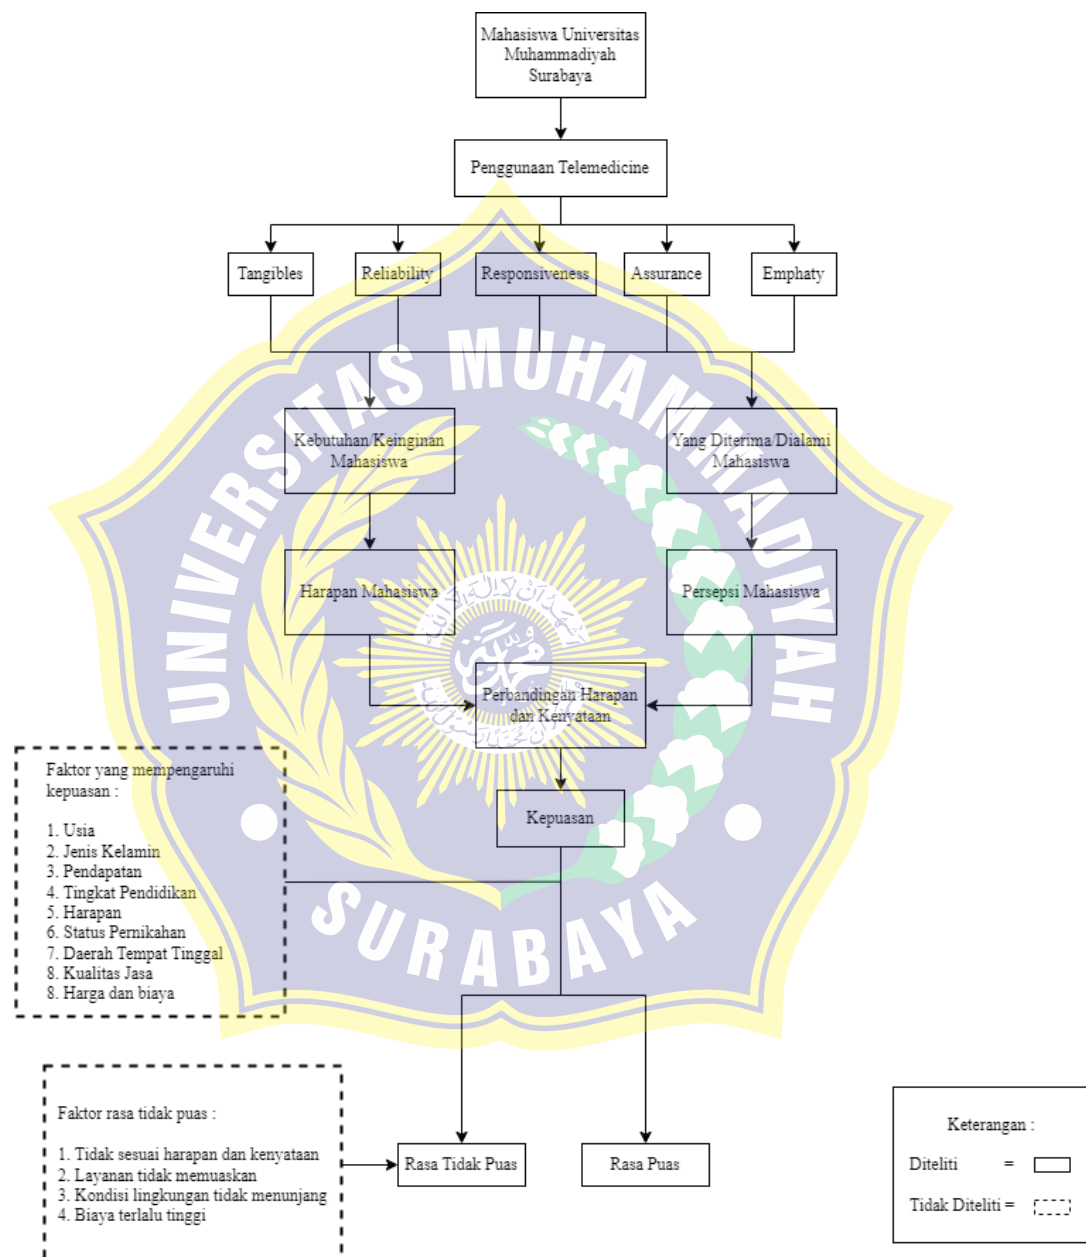 Mahasiswa Universitas
Muhammadiyah
Surabaya
Penggunaan Telemedicine
Tangibles
Reliability
Responsiveness
Assurance
Emphaty
UNIVERSITAS MUHAMMADIYAH
Kebutuhan/Keinginan
Mahasiswa
Yang Diterima/Dialami
Mahasiswa
Harapan Mahasiswa
Persepsi Mahasiswa
Perbandingan Harapan
dan Kenyataan
Kepuasan
SURABAYA
Faktor yang mempengaruhi
kepuasan :
1. Usia
2. Jenis Kelamin
3. Pendapatan
4. Tingkat Pendidikan
5. Harapan
6. Status Pernikahan
7. Daerah Tempat Tinggal
8. Kualitas Jasa
8. Harga dan biaya
Faktor rasa tidak puas :
1. Tidak sesuai harapan dan kenyataan
2. Layanan tidak memuaskan
3. Kondisi lingkungan tidak menunjang
4. Biaya terlalu tinggi
Rasa Tidak Puas
Rasa Puas
Keterangan :
Diteliti =
Tidak Diteliti =